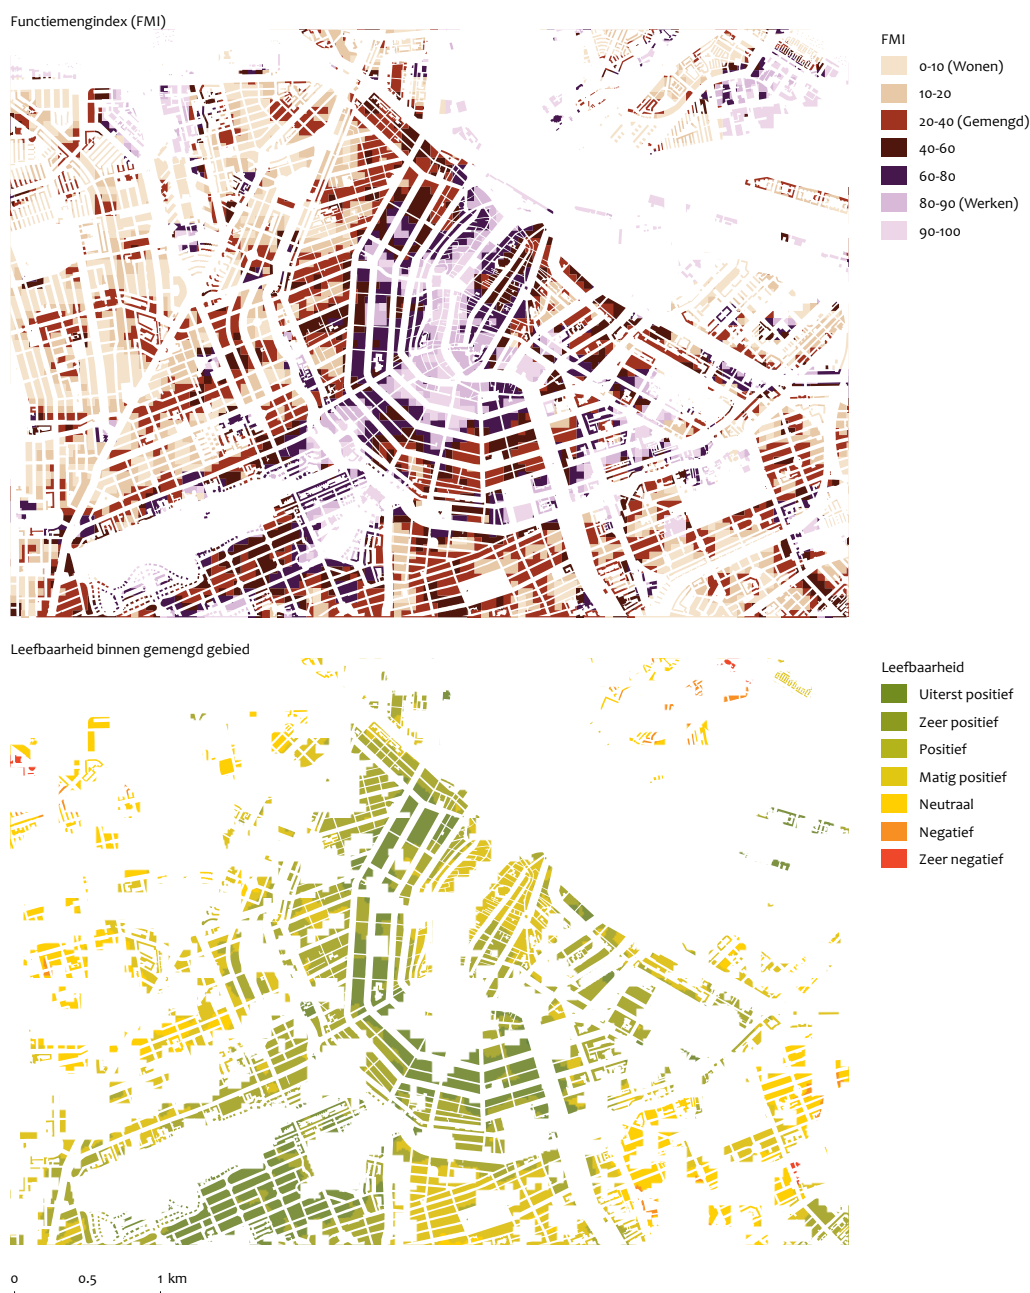 Functiemengindex (FMI)
FMI
0-10 (Wonen)
10-20
20-40 (Gemengd)
40-60
60-80
80-90 (Werken)
90-100
Leefbaarheid binnen gemengd gebied
Leefbaarheid
Uiterst positief
Zeer positief
Positief
Matig positief
Neutraal
Negatief
Zeer negatief
0 0.5 1 km